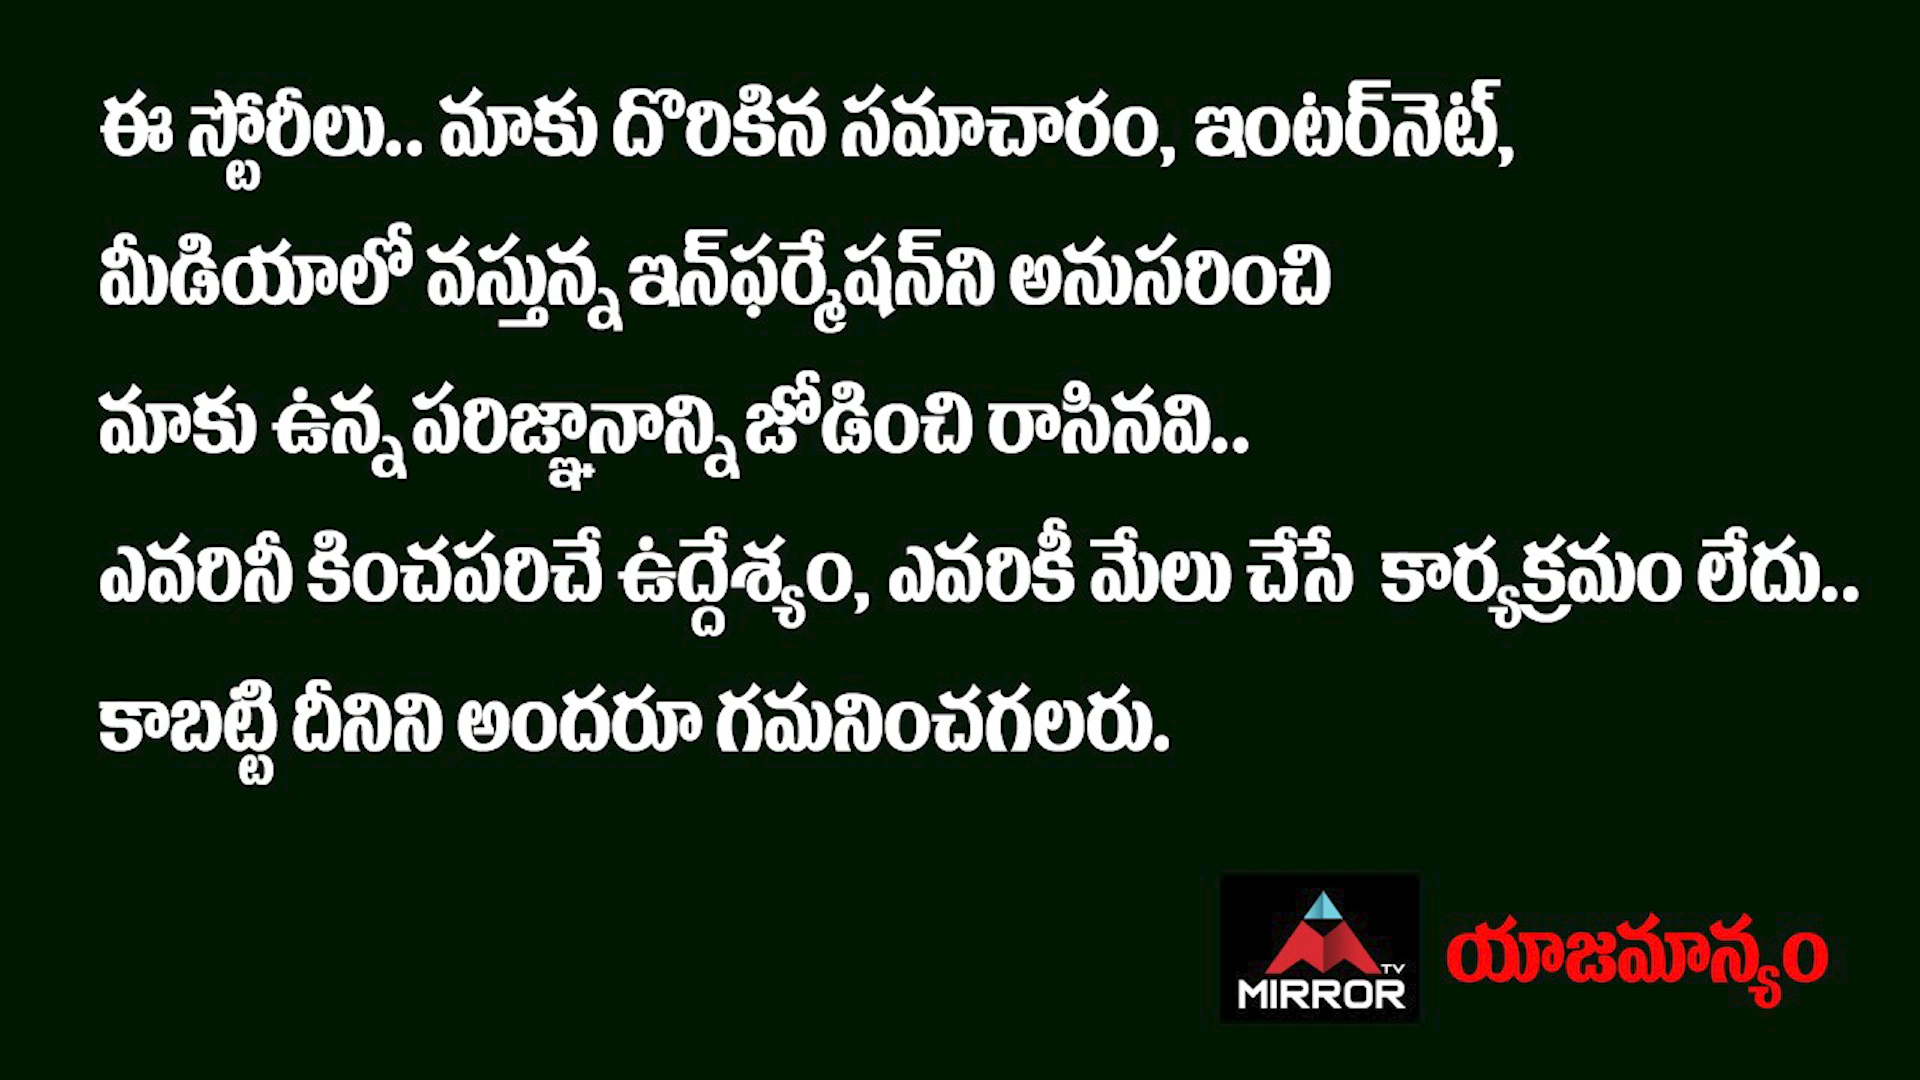 ఈ స్టోరీలు.. మాకు దొరికిన సమాచారం, ఇంటర్‌నెట్,
మీడియాలో వస్తున్న ఇన్‌ఫర్మేషన్‌ని అనుసరించి
మాకు ఉన్న పరిజ్ఞానాన్ని జోడించి రాసినవి..
ఎవరినీ కించపరిచే ఉద్దేశ్యం, ఎవరికీ మేలు చేసే కార్యక్రమం లేదు..
కాబట్టి దీనిని అందరూ గమనించగలరు.
TV
MIRROR
యాజమాన్యం